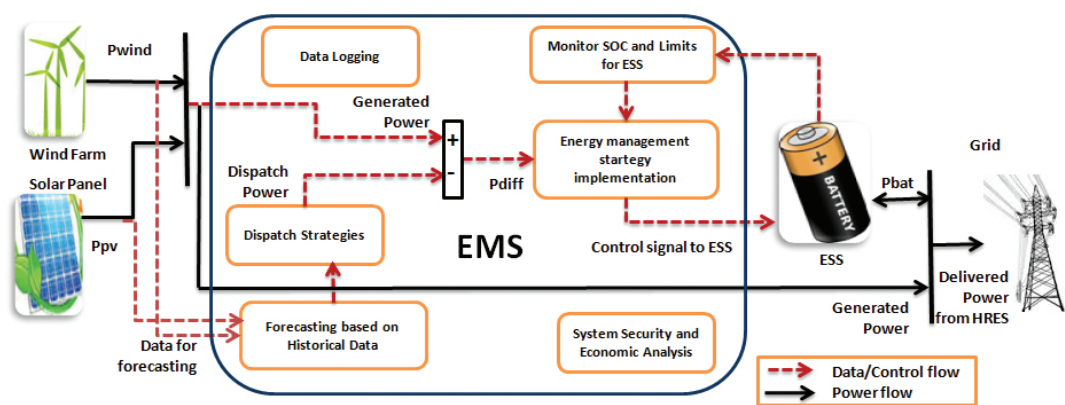 Pwind
Wind Farm
Solar Panel
Ppv
Data for
forecasting
Data Logging
Generated
Power
+
-
Dispatch
Power
Pdiff
Dispatch Strategies
EMS
Forecasting based on
Historical Data
Monitor SOC and Limits
for ESS
Energy management
startegy
implementation
Control signal to ESS
System Security and
Economic Analysis
+
BATTERY
ESS
Pbat
Grid
Generated
Power
Delivered
Power
from HRES
Data/Control flow
Power flow